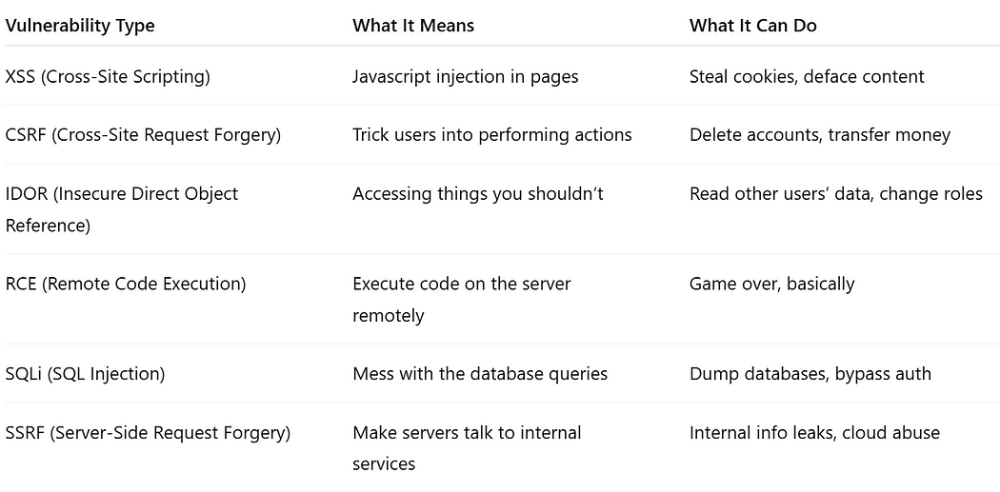 Vulnerability Type What It Means What It Can Do
XSS (Cross-Site Scripting) Javascript injection in pages Steal cookies, deface content
CSRF (Cross-Site Request Forgery) Trick users into performing actions Delete accounts, transfer money
IDOR (Insecure Direct Object Accessing things you shouldn’t Read other users’ data, change roles
Reference)
RCE (Remote Code Execution) Execute code on the server Game over, basically
remotely
SQLi (SQL Injection) Mess with the database queries Dump databases, bypass auth
SSRF (Server-Side Request Forgery) Make servers talk to internal Internal info leaks, cloud abuse
services